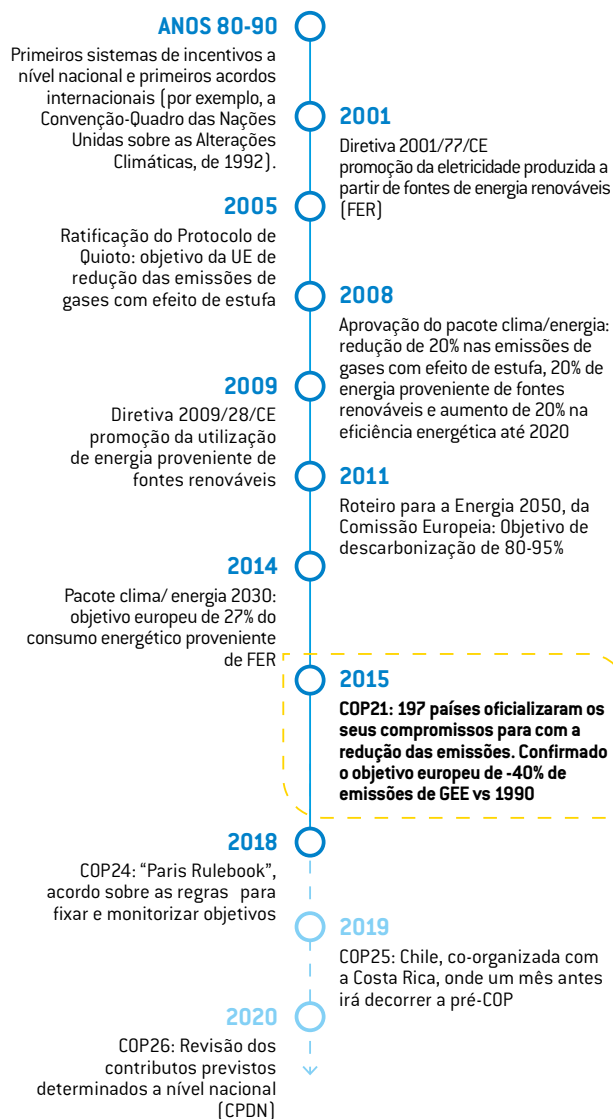 ANOS 80-90
Primeiros sistemas de incentivos a
nível nacional e primeiros acordos
internacionais (por exemplo, a
Convenção-Quadro das Nações
Unidas sobre as Alterações
Climáticas, de 1992).
2001
Diretiva 2001/77/CE
promoção da eletricidade produzida a
partir de fontes de energia renováveis
(FER)
2005
Ratificação do Protocolo de
Quioto: objetivo da UE de
redução das emissões de
gases com efeito de estufa
2008
Aprovação do pacote clima/energia:
redução de 20% nas emissões de
gases com efeito de estufa, 20% de
energia proveniente de fontes
renováveis e aumento de 20% na
eficiência energética até 2020
2009
Diretiva 2009/28/CE
promoção da utilização
de energia proveniente de
fontes renováveis
2011
Roteiro para a Energia 2050, da
Comissão Europeia: Objetivo de
descarbonização de 80-95%
2014
Pacote clima/ energia 2030:
objetivo europeu de 27% do
consumo energético proveniente
de FER
2015
COP21: 197 países oficializaram os
seus compromissos para com a
redução das emissões. Confirmado
o objetivo europeu de -40% de
emissões de GEE vs 1990
2018
COP24: “Paris Rulebook”,
acordo sobre as regras para
fixar e monitorizar objetivos
2019
COP25: Chile, co-organizada com
a Costa Rica, onde um mês antes
irá decorrer a pré-COP
2020
COP26: Revisão dos
contributos previstos
determinados a nível nacional
(CPDN)